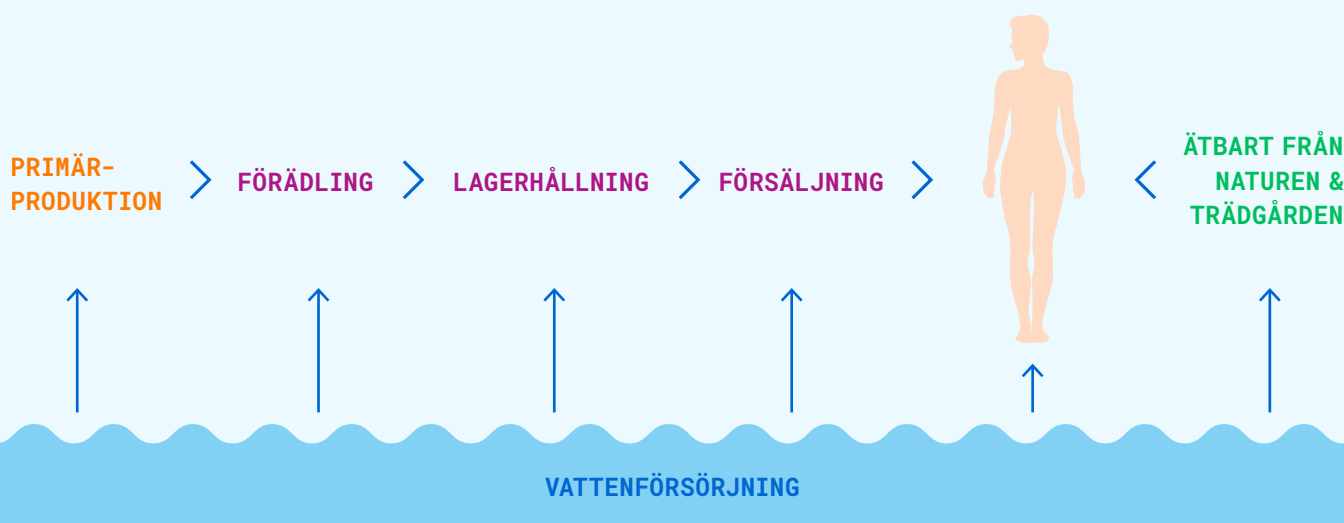 PRIMÄR-
PRODUKTION
FÖRÄDLING
LAGERHÅLLNING
FÖRSÄLJNING
ÄTBART FRÅN
NATUREN &
TRÄDGÅRDEN
VATTENFÖRSÖRJNING